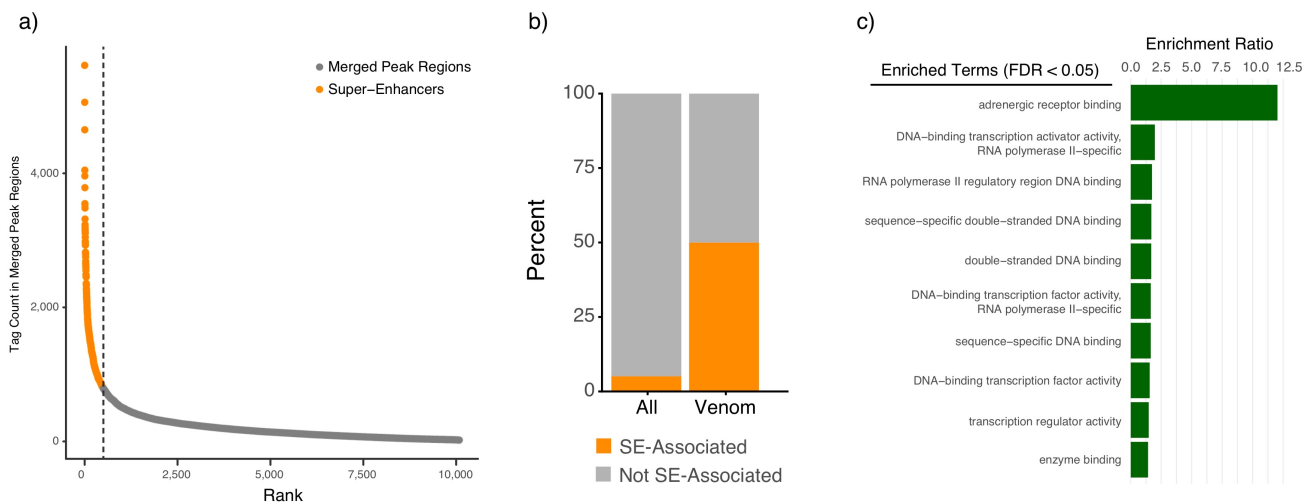 a)
Tag Count in Merged Peak Regions
4,000
2,000
0
0
2,500
5,000
7,500
10,000
Rank
Merged Peak Regions
Super−Enhancers
b)
Percent
100
75
50
25
0
All
Venom
SE−Associated
Not SE−Associated
c)
Enrichment Ratio
Enriched Terms (FDR < 0.05)
0.0 2.5 5.0 7.5 10.0 12.5
adrenergic receptor binding
DNA−binding transcription activator activity,
RNA polymerase II−specific
RNA polymerase II regulatory region DNA binding
sequence−specific double−stranded DNA binding
double−stranded DNA binding
DNA−binding transcription factor activity,
RNA polymerase II−specific
sequence−specific DNA binding
DNA−binding transcription factor activity
transcription regulator activity
enzyme binding